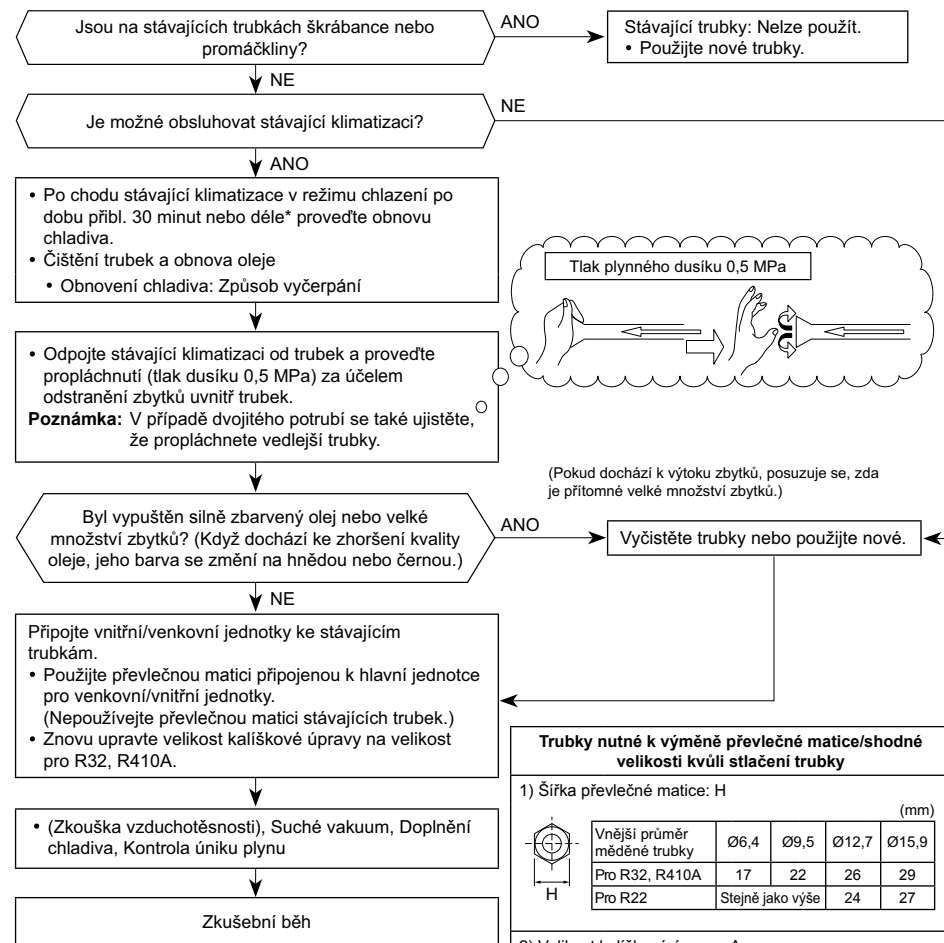 Jsou na stávajících trubkách škrábance nebo
promáčkliny?
ANO
Stávající trubky: Nelze použít.
• Použijte nové trubky.
NE
Je možné obsluhovat stávající klimatizaci?
NE
ANO
• Po chodu stávající klimatizace v režimu chlazení po
dobu přibl. 30 minut nebo déle* proveďte obnovu
chladiva.
• Čištění trubek a obnova oleje
• Obnovení chladiva: Způsob vyčerpání
Tlak plynného dusíku 0,5 MPa
• Odpojte stávající klimatizaci od trubek a proveďte
propláchnutí (tlak dusíku 0,5 MPa) za účelem
odstranění zbytků uvnitř trubek.
Poznámka: V případě dvojitého potrubí se také ujistěte,
že propláchnete vedlejší trubky.
(Pokud dochází k výtoku zbytků, posuzuje se, zda
je přítomné velké množství zbytků.)
Byl vypuštěn silně zbarvený olej nebo velké
množství zbytků? (Když dochází ke zhoršení kvality
oleje, jeho barva se změní na hnědou nebo černou.)
ANO
Vyčistěte trubky nebo použijte nové.
NE
Připojte vnitřní/venkovní jednotky ke stávajícím
trubkám.
• Použijte převlečnou matici připojenou k hlavní jednotce
pro venkovní/vnitřní jednotky.
(Nepoužívejte převlečnou matici stávajících trubek.)
• Znovu upravte velikost kalíškové úpravy na velikost
pro R32, R410A.
• (Zkouška vzduchotěsnosti), Suché vakuum, Doplnění
chladiva, Kontrola úniku plynu
Zkušební běh
Trubky nutné k výměně převlečné matice/shodné
velikosti kvůli stlačení trubky
1) Šířka převlečné matice: H
(mm)
H
Vnější průměr
měděné trubky
Ø6,4 Ø9,5 Ø12,7 Ø15,9
Pro R32, R410A 17 22 26 29
Pro R22 Stejně jako výše 24 27